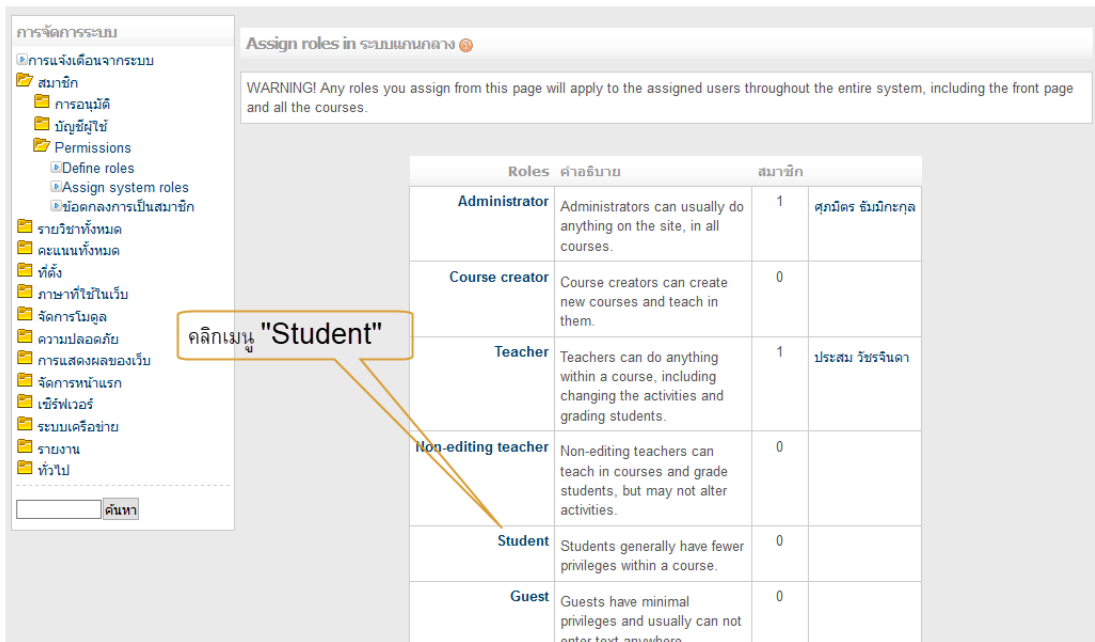 การจัดการระบบ
การแจ้งเตือนจากระบบ
สมาชิก
การอนุมัติ
บัญชีผู้ใช้
Permissions
Define roles
Assign system roles
ข้อตกลงการเป็นสมาชิก
รายวิชาทั้งหมด
คะแนนทั้งหมด
ที่ตั้ง
ภาษาที่ใช้ในเว็บ
จัดการโมดูล
ความปลอดภัย
การแสดงผลของเว็บ
จัดการหน้าแรก
เซิร์ฟเวอร์
ระบบเครือข่าย
รายงาน
ทั่วไป
ค้นหา
Assign roles in ระบบแกนกลาง
WARNING! Any roles you assign from this page will apply to the assigned users throughout the entire system, including the front page
and all the courses.
Roles คำอธิบาย สมาชิก
Administrator Administrators can usually do 1 ศุภมิตร ธัมมิกะกุล
anything on the site, in all
courses.
Course creator Course creators can create 0
new courses and teach in
them.
คลิกเมนู "Student"
Teacher Teachers can do anything 1 ประสม วัชรจินดา
within a course, including
changing the activities and
grading students.
Non-editing teacher Non-editing teachers can 0
teach in courses and grade
students, but may not alter
activities.
Student Students generally have fewer 0
privileges within a course.
Guest Guests have minimal 0
privileges and usually can not
enter text anywhere.